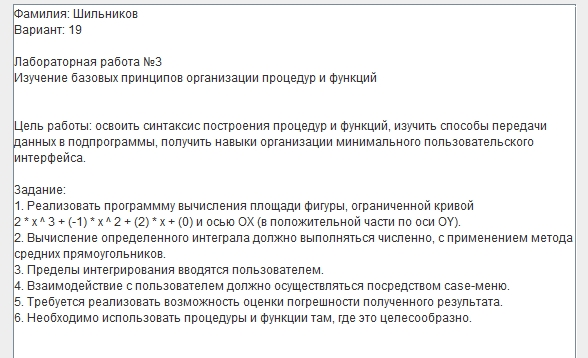 Фамилия: Шильников
Вариант: 19
Лабораторная работа №3
Изучение базовых принципов организации процедур и функций
Цель работы: освоить синтаксис построения процедур и функций, изучить способы передачи
данных в подпрограммы, получить навыки организации минимального пользовательского
интерфейса.
Задание:
1. Реализовать программму вычисления площади фигуры, ограниченной кривой
2 * x ^ 3 + (-1) * x ^ 2 + (2) * x + (0) и осью OX (в положительной части по оси OY).
2. Вычисление определенного интеграла должно выполняться численно, с применением метода
средних прямоугольников.
3. Пределы интегрирования вводятся пользователем.
4. Взаимодействие с пользователем должно осуществляться посредством case-меню.
5. Требуется реализовать возможность оценки погрешности полученного результата.
6. Необходимо использовать процедуры и функции там, где это целесообразно.